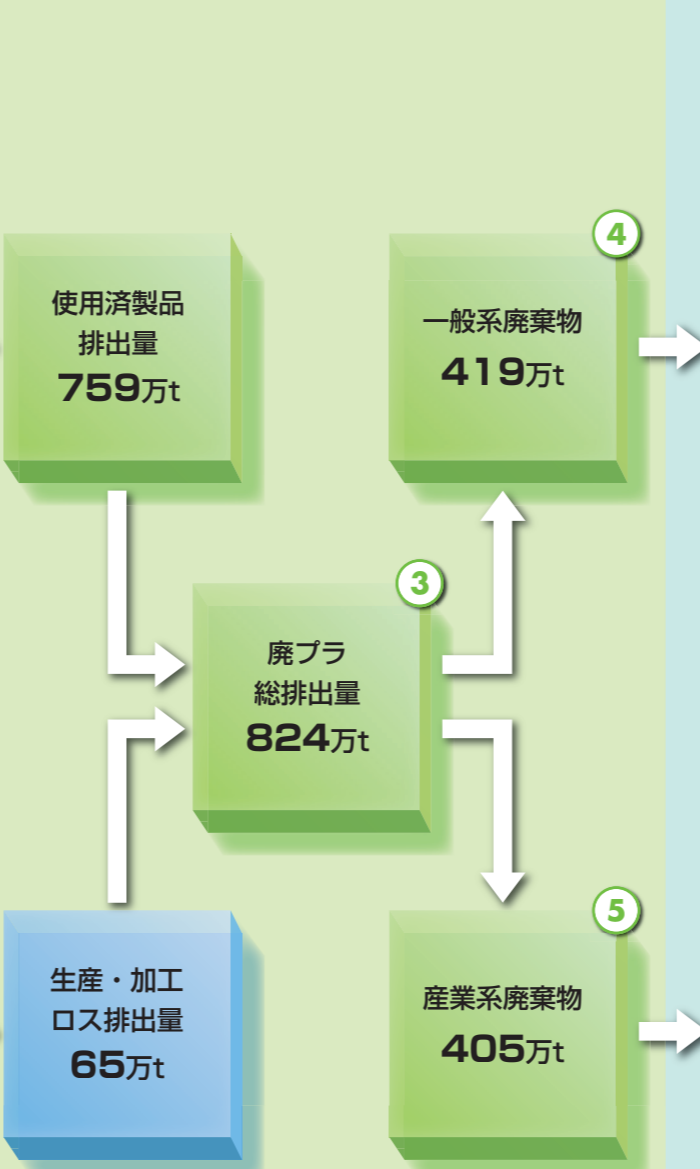 使用済製品
排出量
759万t
④
一般系廃棄物
419万t
③
廃プラ
総排出量
824万t
生産・加工
ロス排出量
65万t
⑤
産業系廃棄物
405万t